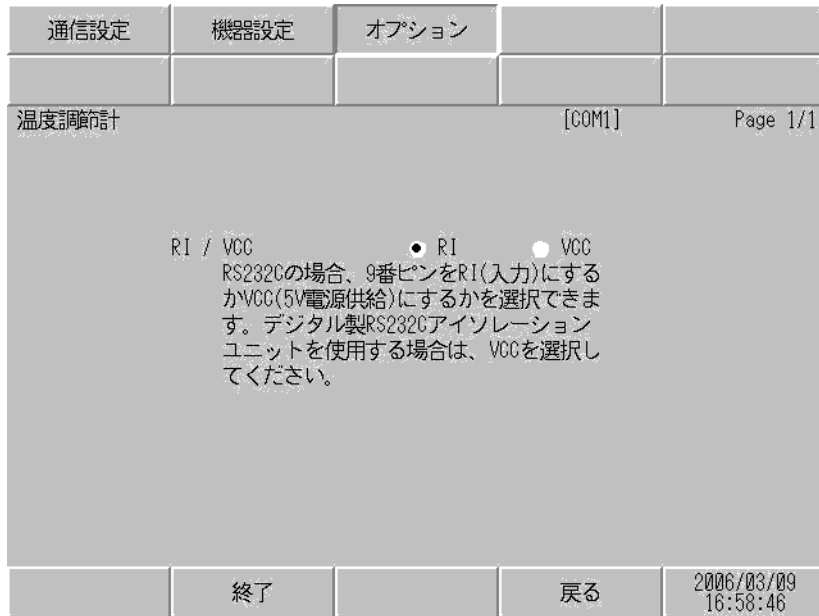 通信設定 機器設定 オプション
温度調節計 [COM1] Page 1/1
RI / VCC RI VCC
RS232Cの場合、9番ピンをRI(入力)にする
かVCC(5V電源供給)にするかを選択できま
す。デジタル製RS232Cアイソレーション
ユニットを使用する場合は、VCCを選択し
てください。
終了 戻る 2006/03/09
16:58:46